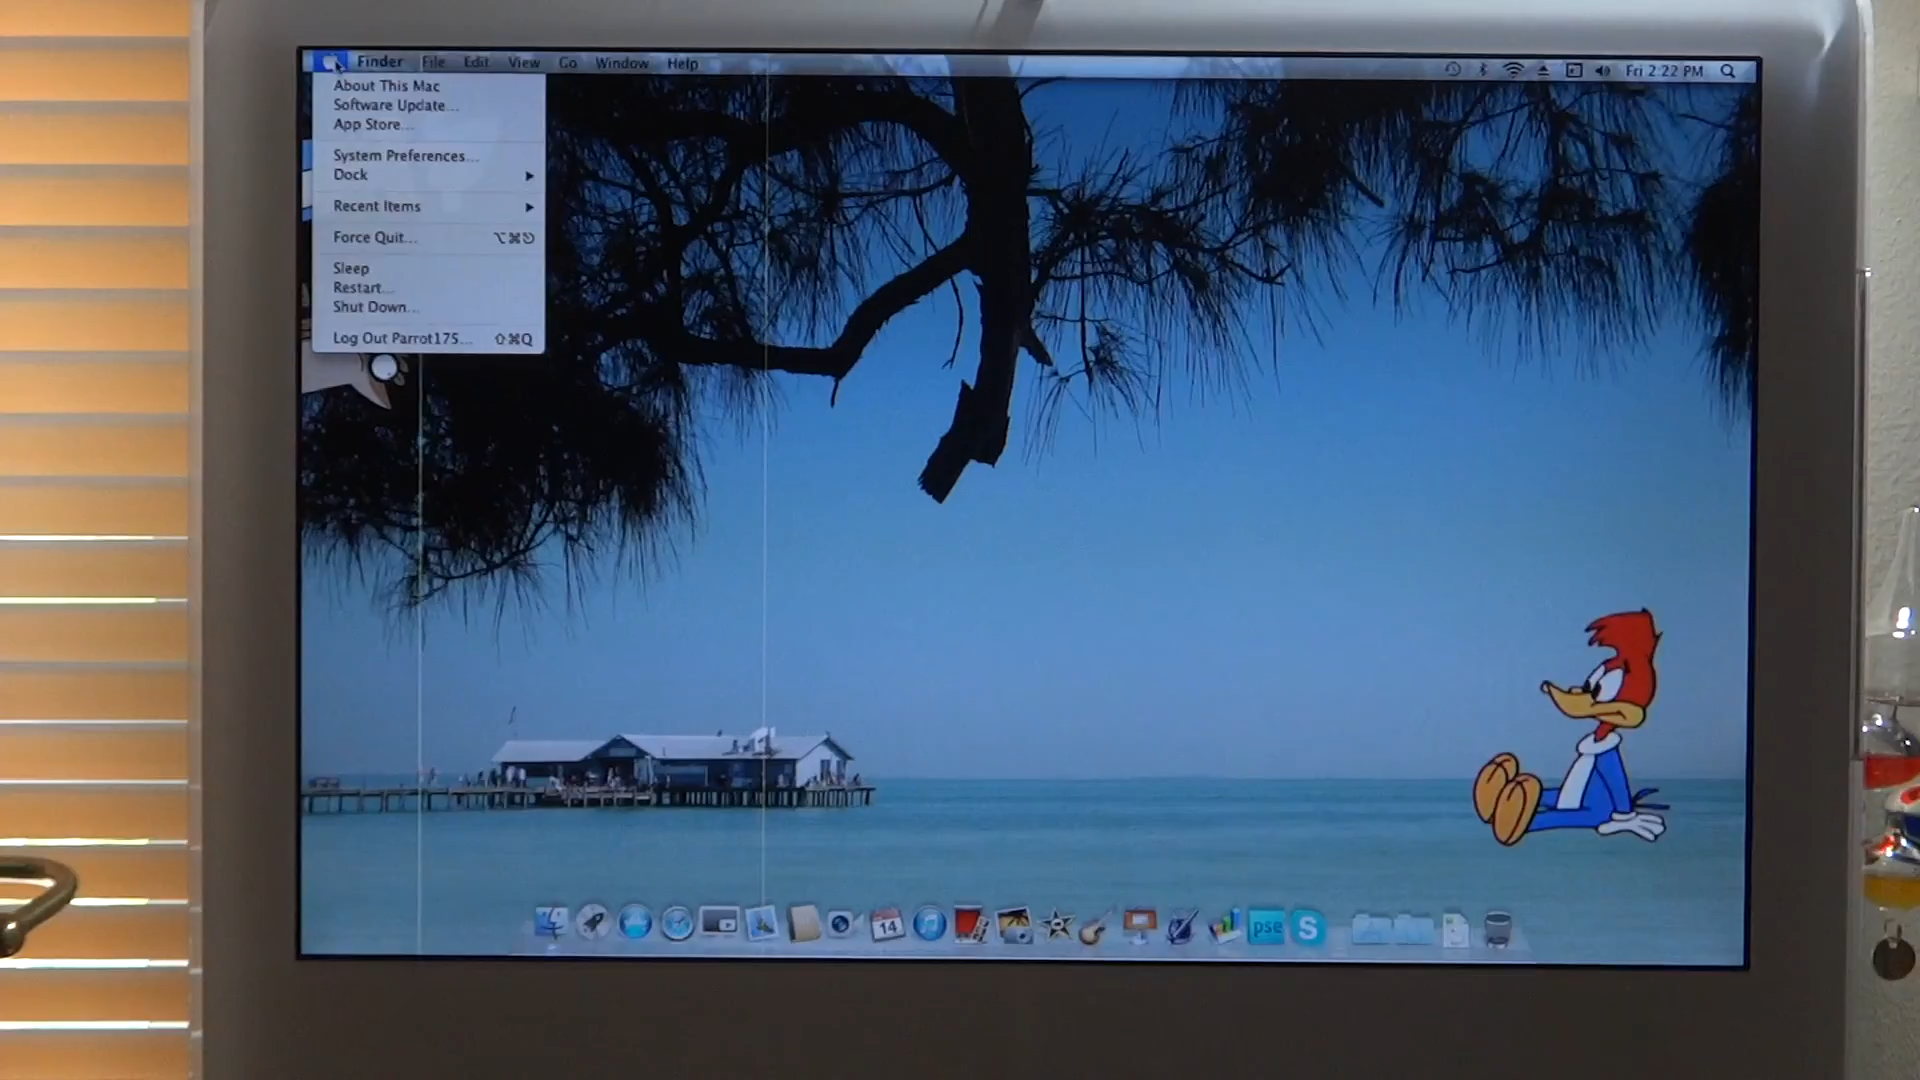 Finder File Edit View Go Window Help Fri 2:22 PM
About This Mac
Software Update...
App Store...
System Preferences...
Dock
Recent Items
Force Quit... ⌥⌘⎋
Sleep
Restart...
Shut Down...
Log Out Parrot175... ⇧⌘Q
14 pse S